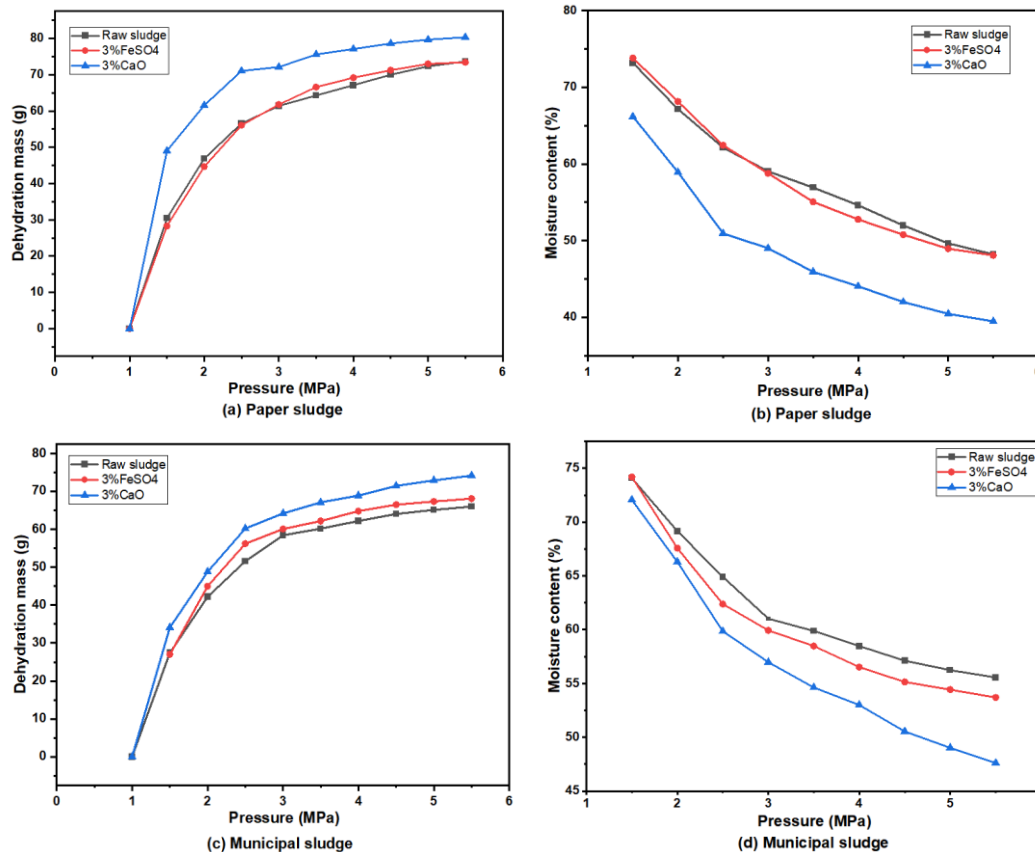 Raw sludge
3%FeSO4
3%CaO
Dehydration mass (g)
80
70
60
50
40
30
20
10
0
0 1 2 3 4 5 6
Pressure (MPa)
(a) Paper sludge
Raw sludge
3%FeSO4
3%CaO
Moisture content (%)
80
70
60
50
40
1 2 3 4 5 6
Pressure (MPa)
(b) Paper sludge
Raw sludge
3%FeSO4
3%CaO
Dehydration mass (g)
80
70
60
50
40
30
20
10
0
0 1 2 3 4 5 6
Pressure (MPa)
(c) Municipal sludge
Raw sludge
3%FeSO4
3%CaO
Moisture content (%)
75
70
65
60
55
50
45
1 2 3 4 5
Pressure (MPa)
(d) Municipal sludge